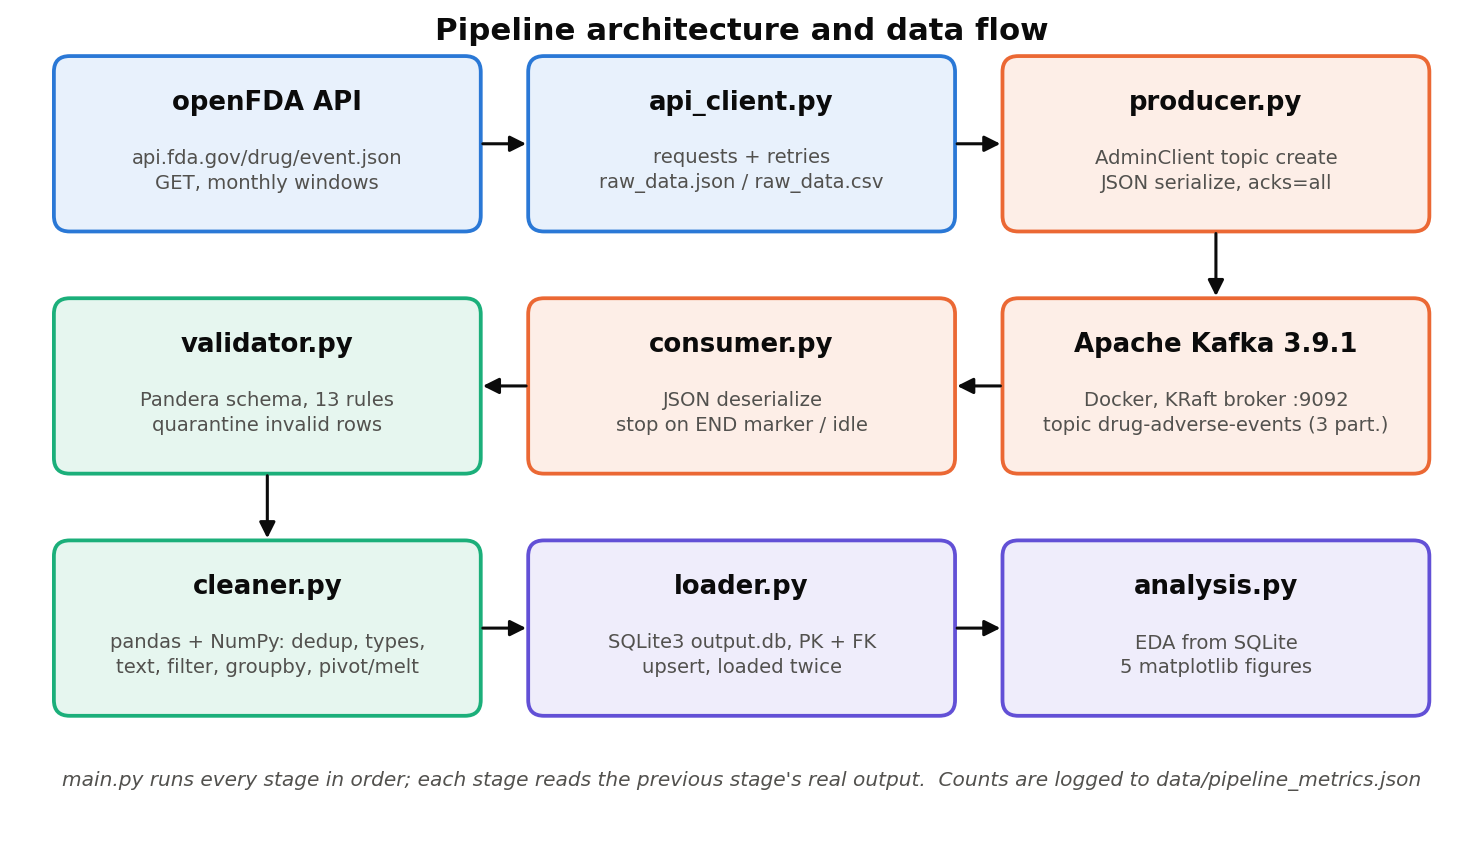 Pipeline architecture and data flow
openFDA API
api.fda.gov/drug/event.json
GET, monthly windows
api_client.py
requests + retries
raw_data.json / raw_data.csv
producer.py
AdminClient topic create
JSON serialize, acks=all
validator.py
Pandera schema, 13 rules
quarantine invalid rows
consumer.py
JSON deserialize
stop on END marker / idle
Apache Kafka 3.9.1
Docker, KRaft broker :9092
topic drug-adverse-events (3 part.)
cleaner.py
pandas + NumPy: dedup, types,
text, filter, groupby, pivot/melt
loader.py
SQLite3 output.db, PK + FK
upsert, loaded twice
analysis.py
EDA from SQLite
5 matplotlib figures
main.py runs every stage in order; each stage reads the previous stage's real output.  Counts are logged to data/pipeline_metrics.json